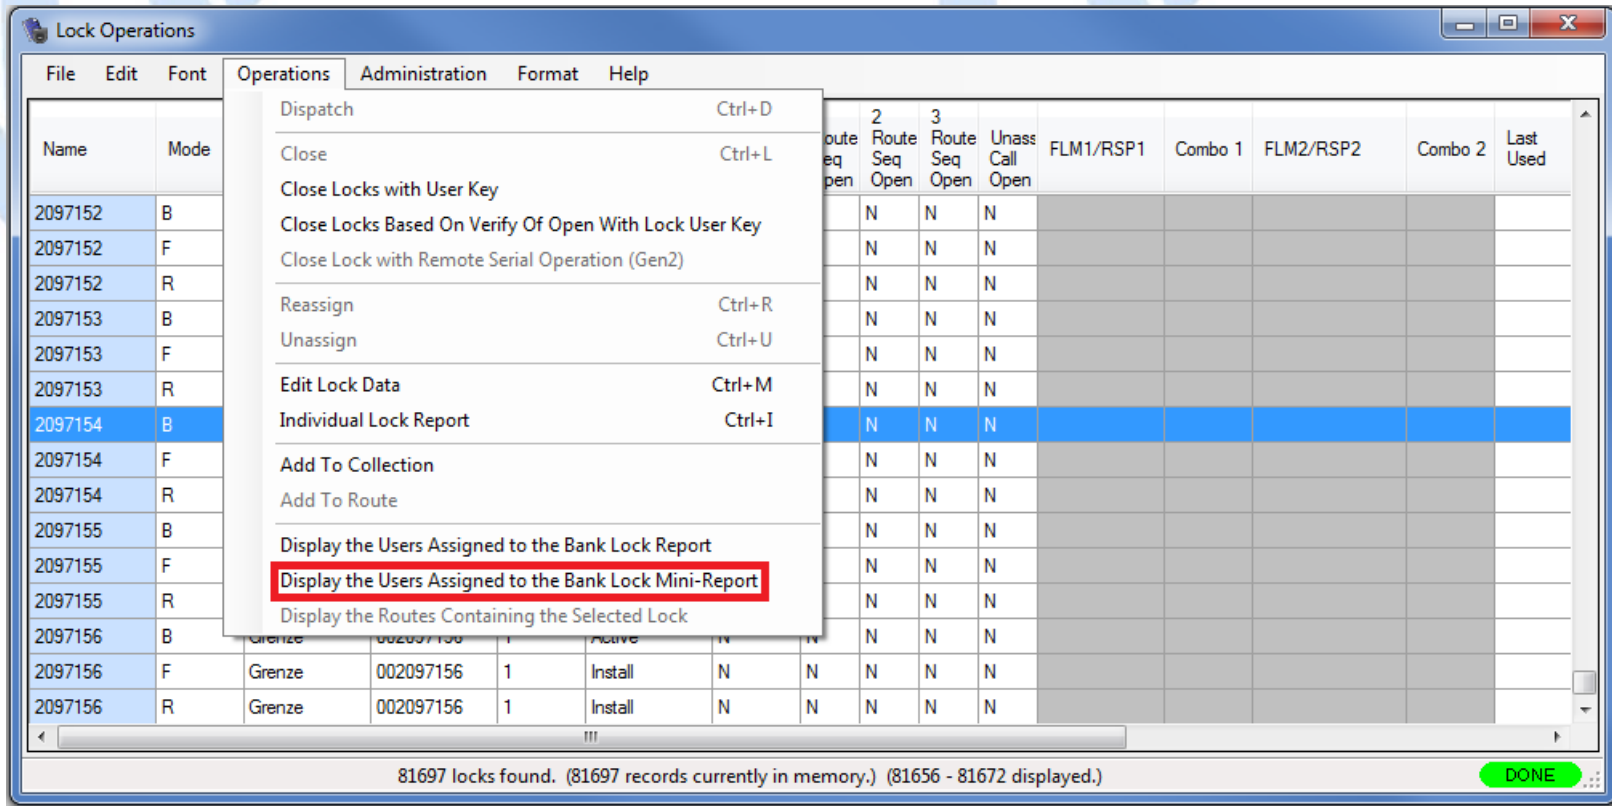 Lock Operations
File Edit Font Operations Administration Format Help
Dispatch Ctrl+D
Close Ctrl+L
Close Locks with User Key
Close Locks Based On Verify Of Open With Lock User Key
Close Lock with Remote Serial Operation (Gen2)
Reassign Ctrl+R
Unassign Ctrl+U
Edit Lock Data Ctrl+M
Individual Lock Report Ctrl+I
Add To Collection
Add To Route
Display the Users Assigned to the Bank Lock Report
Display the Users Assigned to the Bank Lock Mini-Report
Display the Routes Containing the Selected Lock
Name Mode oute eq pen 2 Route Seq Open 3 Route Seq Open Unass Call Open FLM1/RSP1 Combo 1 FLM2/RSP2 Combo 2 Last Used
2097152 B N N N
2097152 F N N N
2097152 R N N N
2097153 B N N N
2097153 F N N N
2097153 R N N N
2097154 B N N N
2097154 F N N N
2097154 R N N N
2097155 B N N N
2097155 F N N N
2097155 R N N N
2097156 B Grenze 002097156 1 Active N N N N N
2097156 F Grenze 002097156 1 Install N N N N N
2097156 R Grenze 002097156 1 Install N N N N N
81697 locks found. (81697 records currently in memory.) (81656 - 81672 displayed.)
DONE